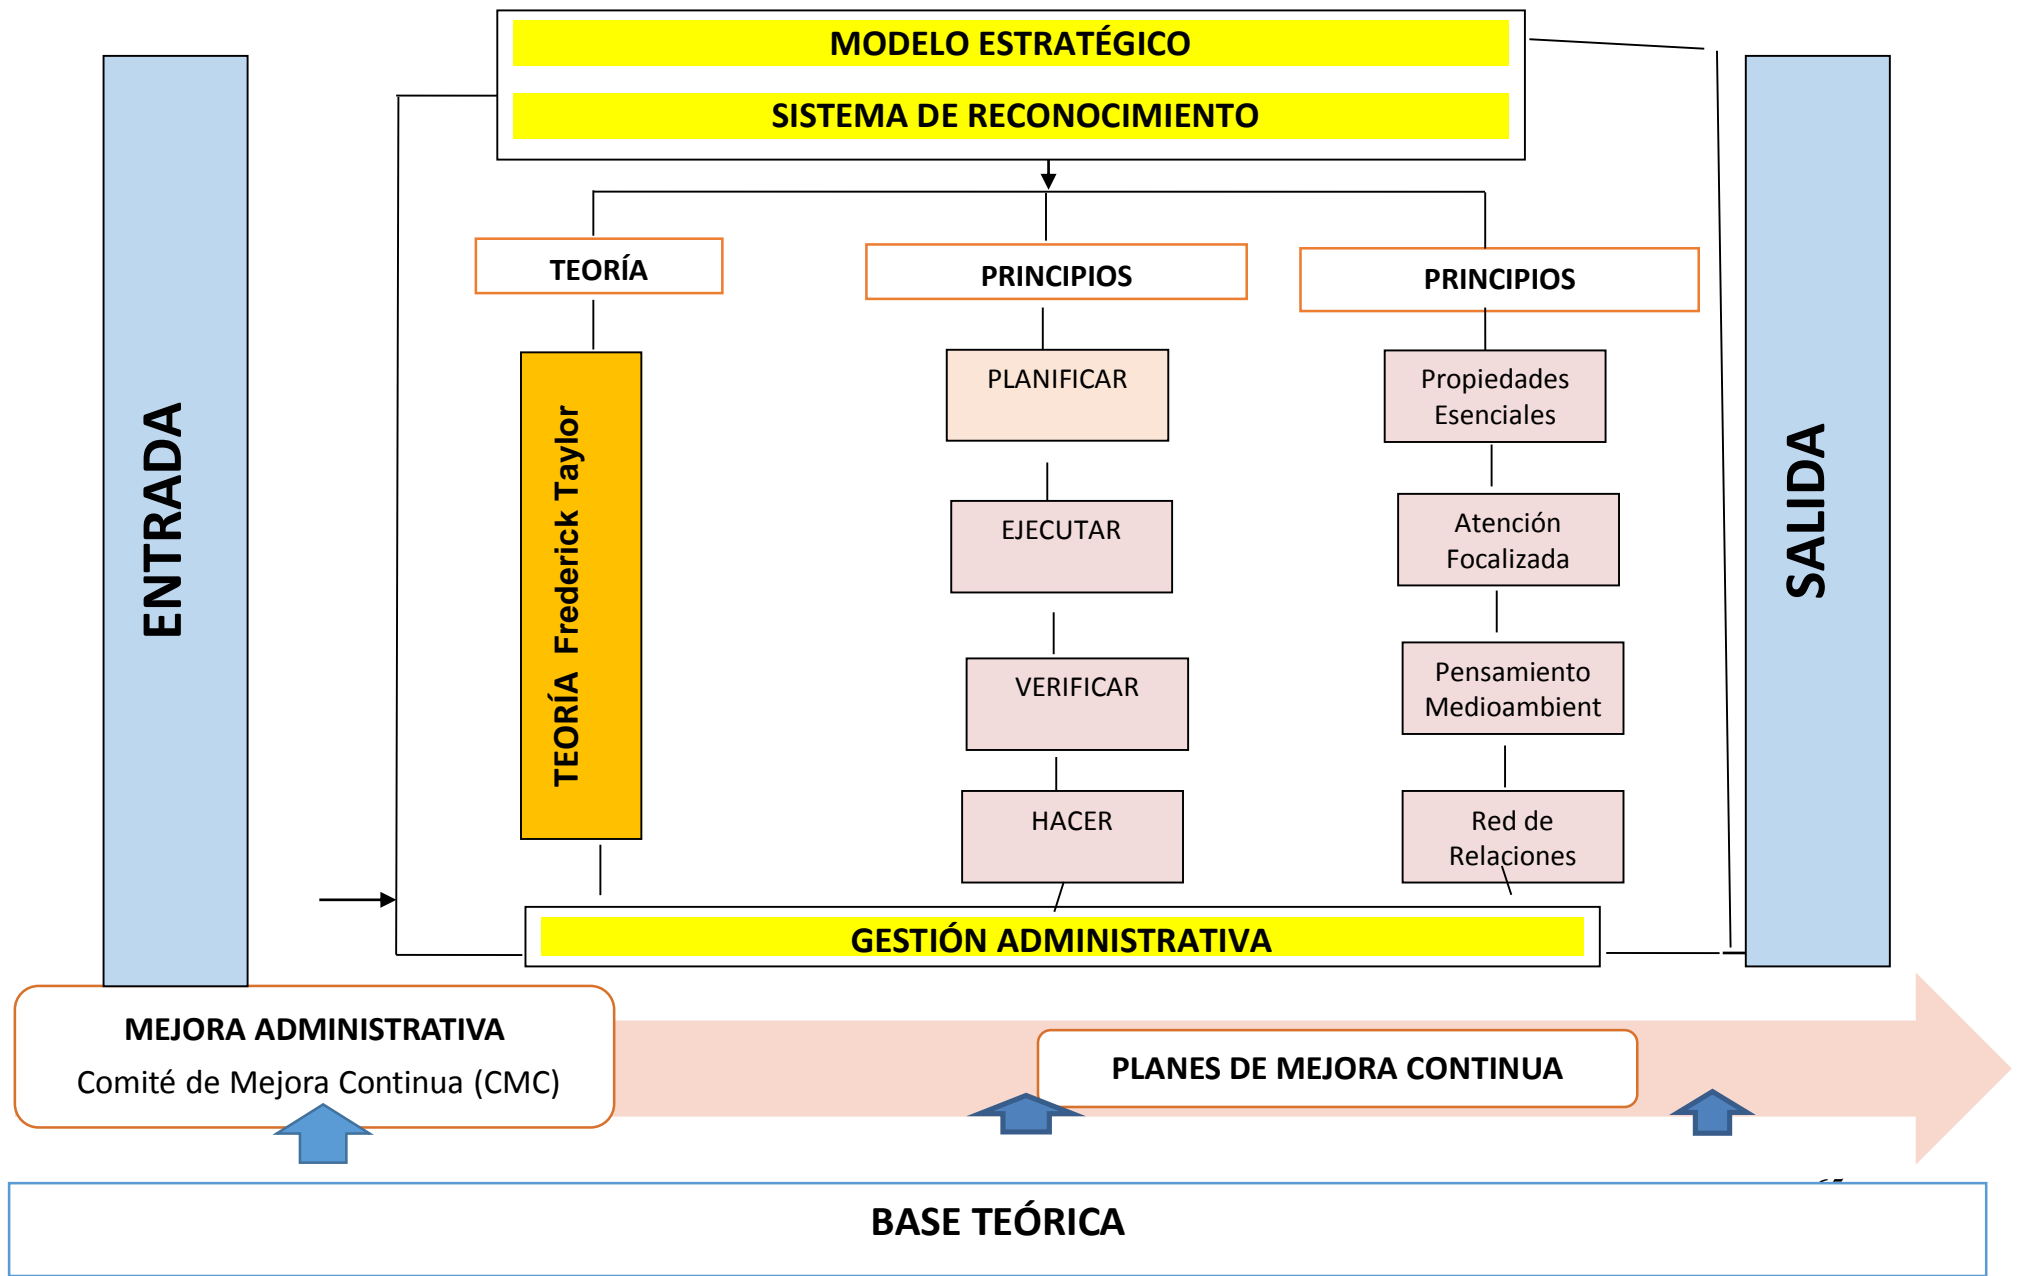 MODELO ESTRATÉGICO
SISTEMA DE RECONOCIMIENTO
ENTRADA
TEORÍA
TEORÍA Frederick Taylor
PRINCIPIOS
PLANIFICAR
EJECUTAR
VERIFICAR
HACER
PRINCIPIOS
Propiedades
Esenciales
Atención
Focalizada
Pensamiento
Medioambient
Red de
Relaciones
SALIDA
GESTIÓN ADMINISTRATIVA
MEJORA ADMINISTRATIVA
Comité de Mejora Continua (CMC)
PLANES DE MEJORA CONTINUA
BASE TEÓRICA